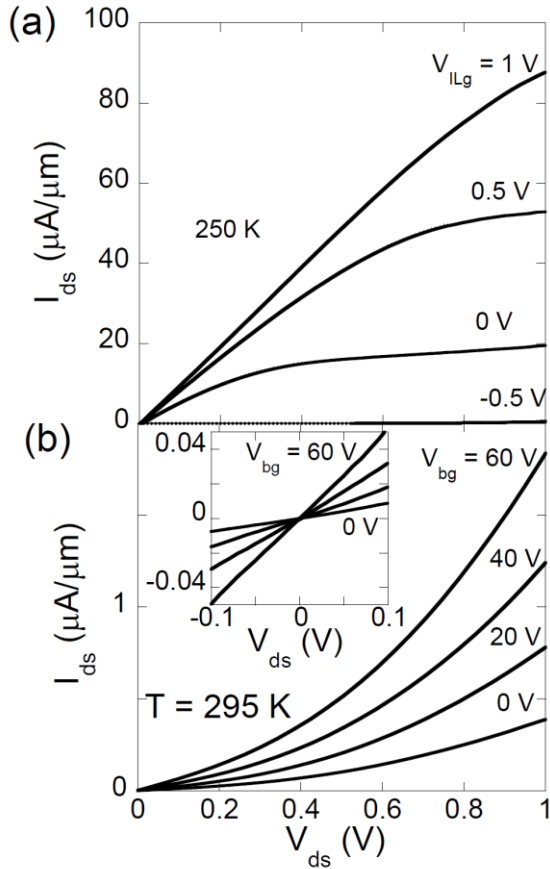 (a)
100
80
60
40
20
0
I_ds (μA/μm)
V_ILg = 1 V
0.5 V
250 K
0 V
-0.5 V
(b)
0.04
0
-0.04
V_bg = 60 V
0 V
-0.1 0 0.1
V_ds (V)
V_bg = 60 V
40 V
20 V
0 V
1
0
I_ds (μA/μm)
T = 295 K
0 0.2 0.4 0.6 0.8 1
V_ds (V)